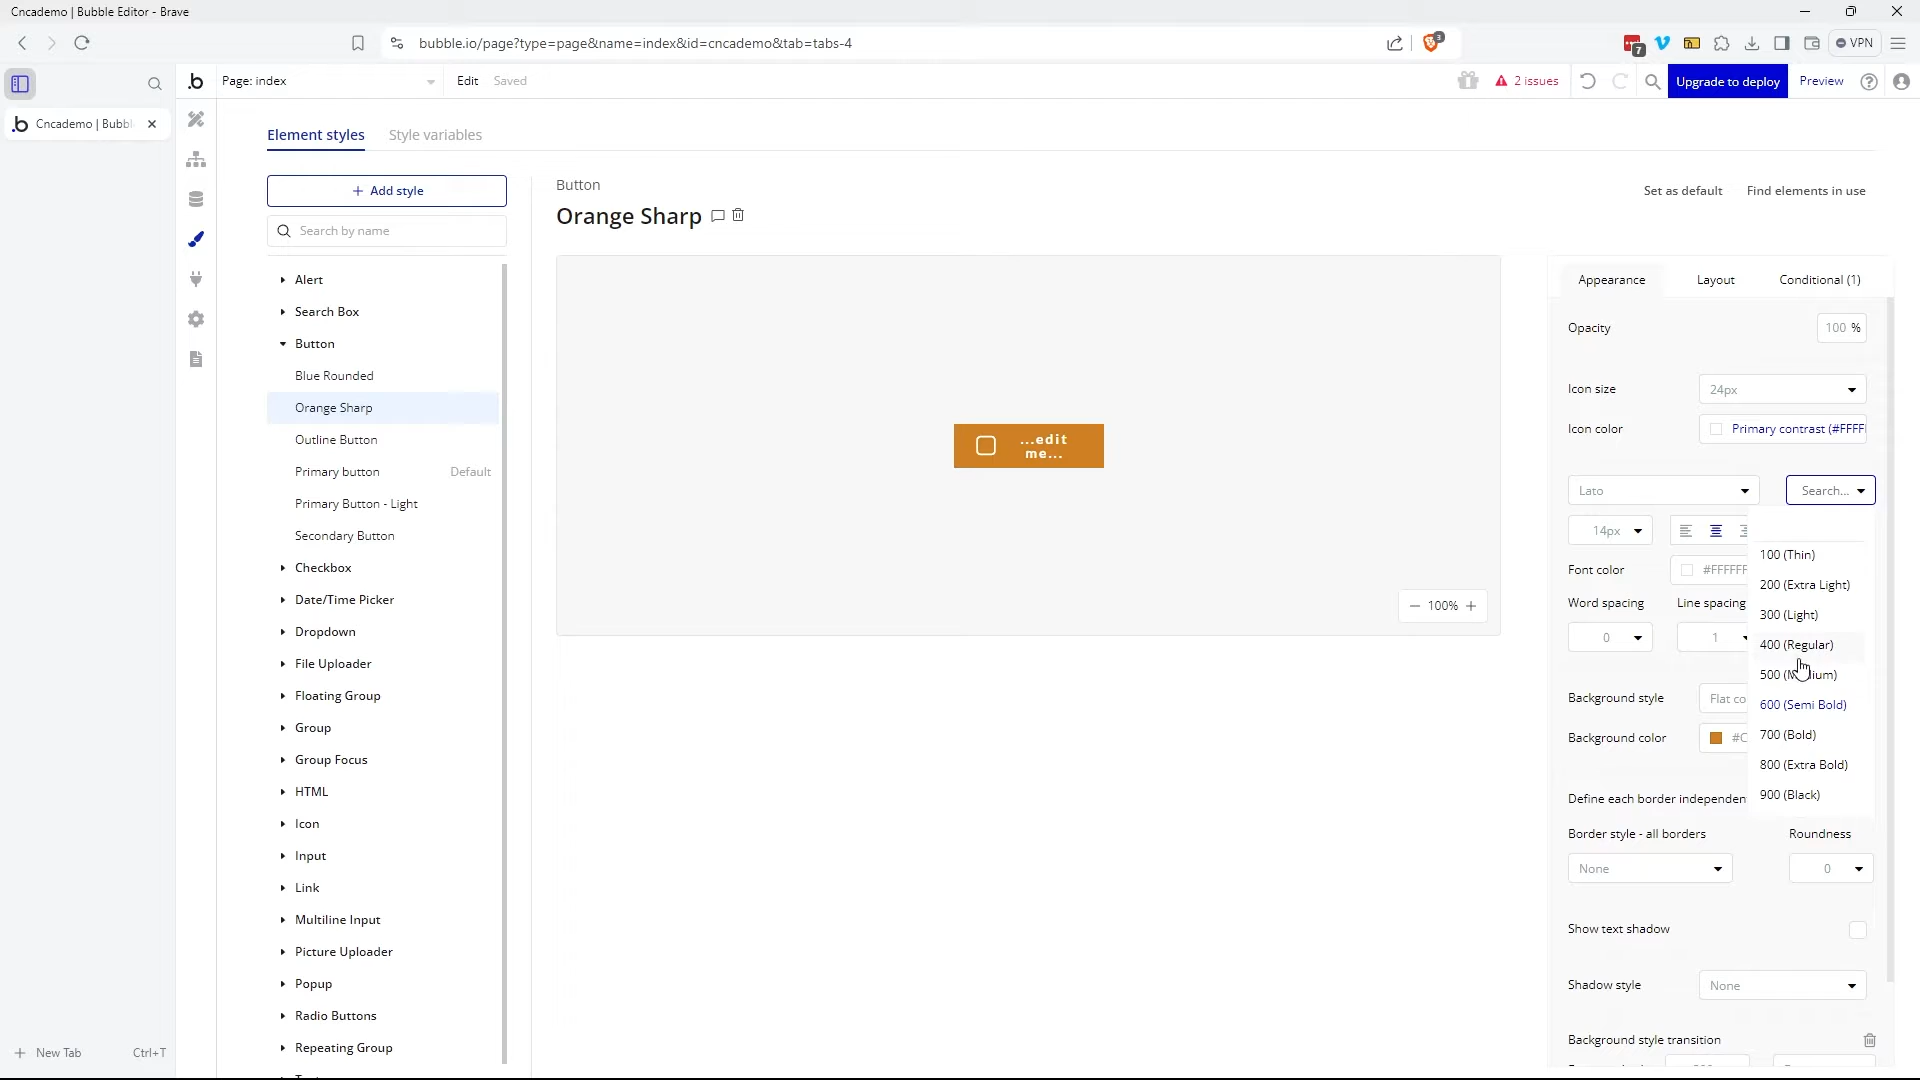 Cncademo | Bubble Editor - Brave
bubble.io/page?type=page&name=index&id=cncademo&tab=tabs-4
3
7
VPN
Page: index
Edit
Saved
2 issues
Upgrade to deploy
Preview
Cncademo | Bubbl
Element styles
Style variables
+ Add style
Search by name
Alert
Search Box
Button
Blue Rounded
Orange Sharp
Outline Button
Primary button
Default
Primary Button - Light
Secondary Button
Checkbox
Date/Time Picker
Dropdown
File Uploader
Floating Group
Group
Group Focus
HTML
Icon
Input
Link
Multiline Input
Picture Uploader
Popup
Radio Buttons
Repeating Group
New Tab
Ctrl+T
Button
Orange Sharp
Set as default
Find elements in use
...edit
me...
100%
Appearance
Layout
Conditional (1)
Opacity
100 %
Icon size
24px
Icon color
Primary contrast (#FFFF
Lato
Search...
14px
Font color
#FFFFFF
Word spacing
Line spacing
0
1
100 (Thin)
200 (Extra Light)
300 (Light)
400 (Regular)
500 (M
ium)
600 (Semi Bold)
700 (Bold)
800 (Extra Bold)
900 (Black)
Background style
Flat co
Background color
#C
Define each border independen
Border style - all borders
Roundness
None
0
Show text shadow
Shadow style
None
Background style transition